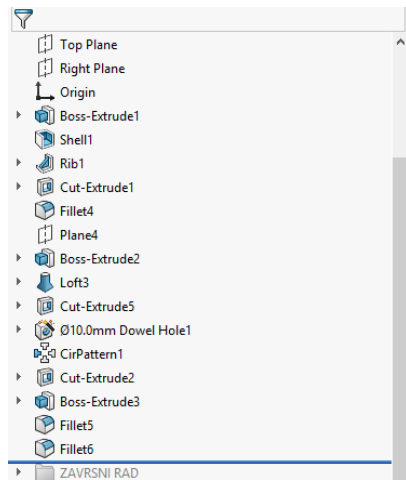 Top Plane
Right Plane
Origin
Boss-Extrude1
Shell1
Rib1
Cut-Extrude1
Fillet4
Plane4
Boss-Extrude2
Loft3
Cut-Extrude5
Ø10.0mm Dowel Hole1
CirPattern1
Cut-Extrude2
Boss-Extrude3
Fillet5
Fillet6
ZAVRSNI RAD